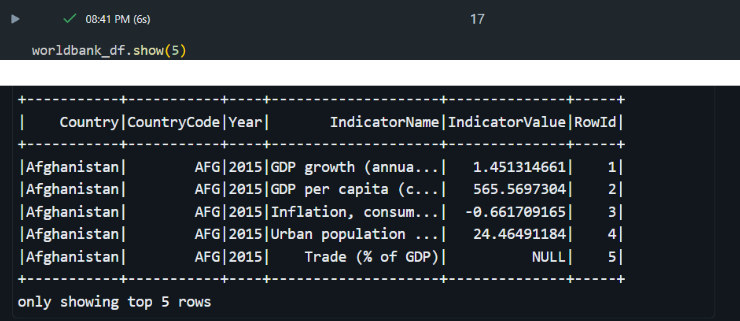 08:41 PM (6s) 17
worldbank_df.show(5)
+-----------+-----------+----+--------------------+--------------+-----+
|    Country|CountryCode|Year|       IndicatorName|IndicatorValue|RowId|
+-----------+-----------+----+--------------------+--------------+-----+
|Afghanistan|        AFG|2015|GDP growth (annua...|   1.451314661|    1|
|Afghanistan|        AFG|2015|GDP per capita (c...|   565.5697304|    2|
|Afghanistan|        AFG|2015|Inflation, consum...|  -0.661709165|    3|
|Afghanistan|        AFG|2015|Urban population ...|   24.46491184|    4|
|Afghanistan|        AFG|2015|    Trade (% of GDP)|          NULL|    5|
+-----------+-----------+----+--------------------+--------------+-----+
only showing top 5 rows